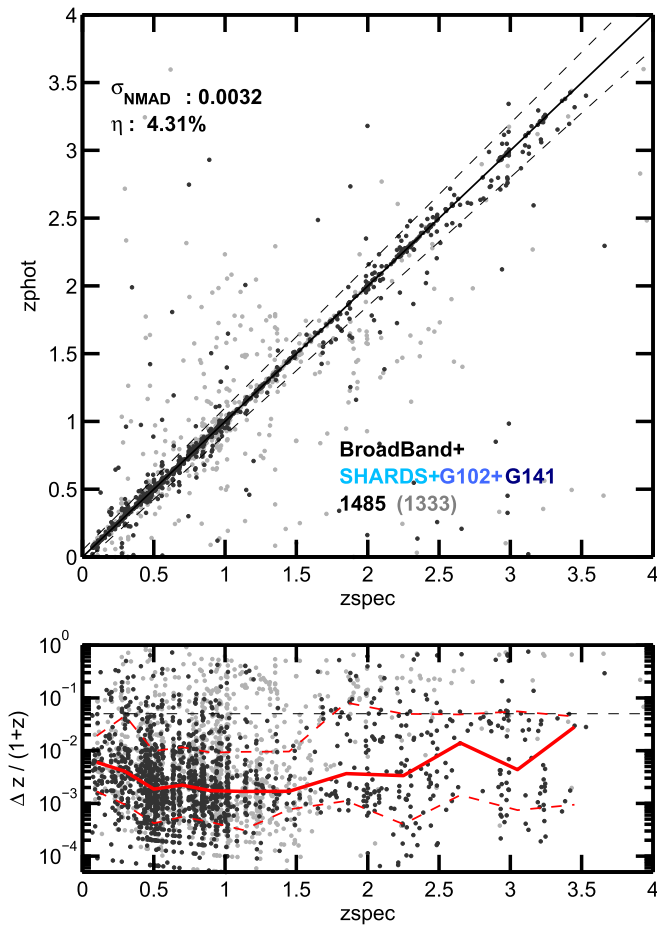 4
3.5
3
2.5
2
1.5
1
0.5
0
zphot
σNMAD : 0.0032
η : 4.31%
BroadBand+
SHARDS+G102+G141
1485 (1333)
0 0.5 1 1.5 2 2.5 3 3.5 4
zspec
10^0
10^-1
10^-2
10^-3
10^-4
Δ z / (1+z)
0 0.5 1 1.5 2 2.5 3 3.5 4
zspec